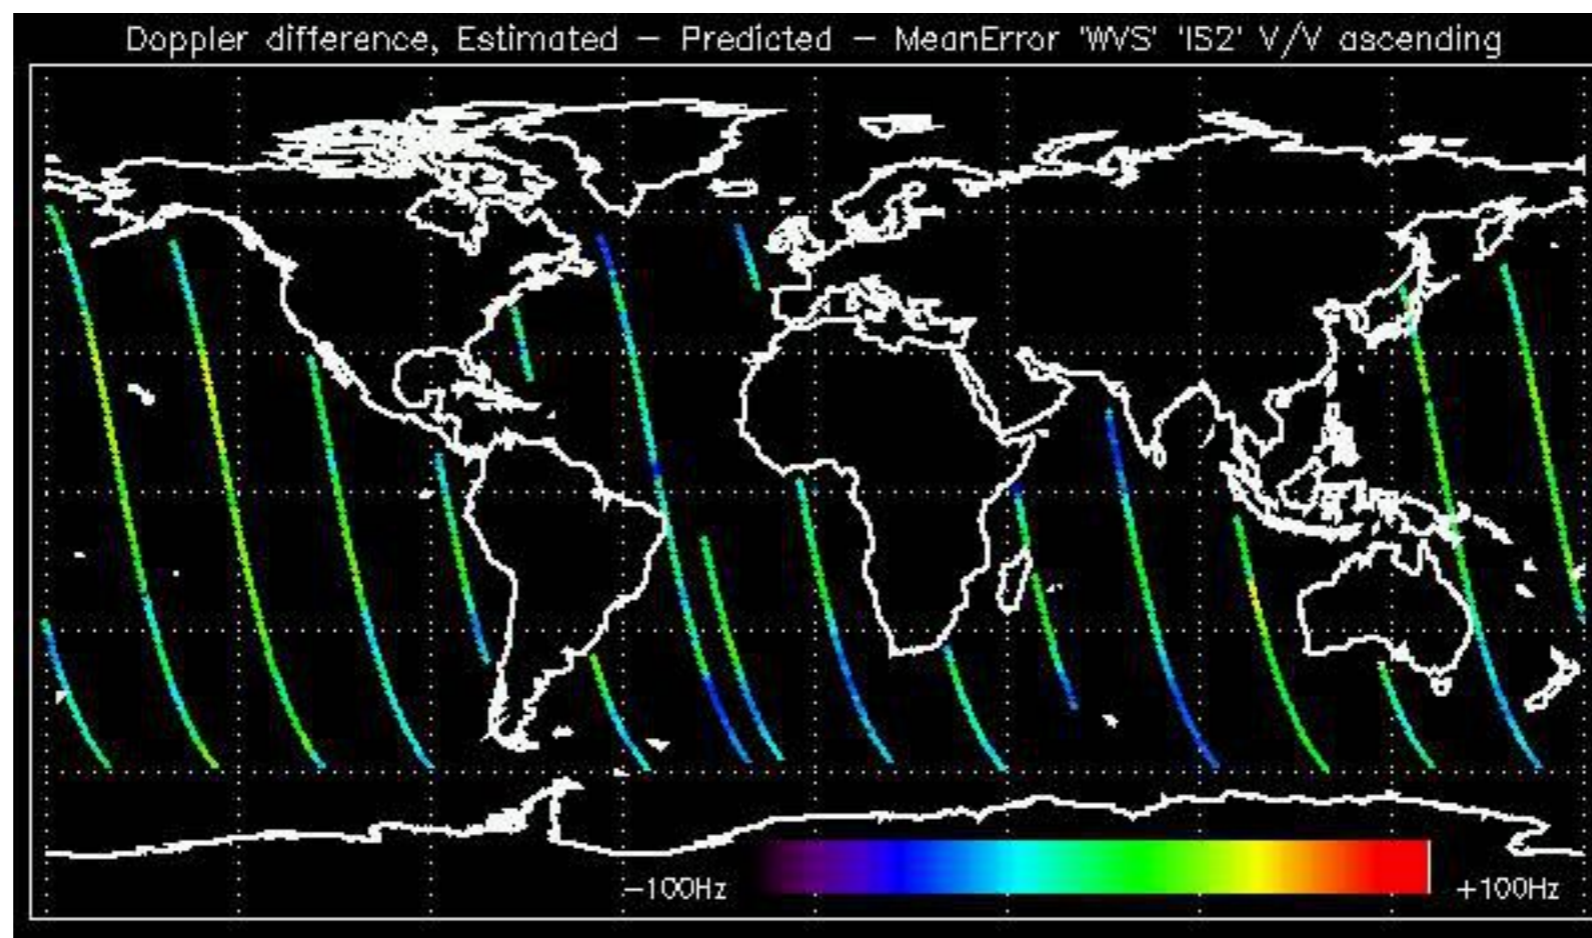 Doppler difference, Estimated – Predicted – MeanError 'WVS' 'IS2' V/V ascending
–100Hz +100Hz